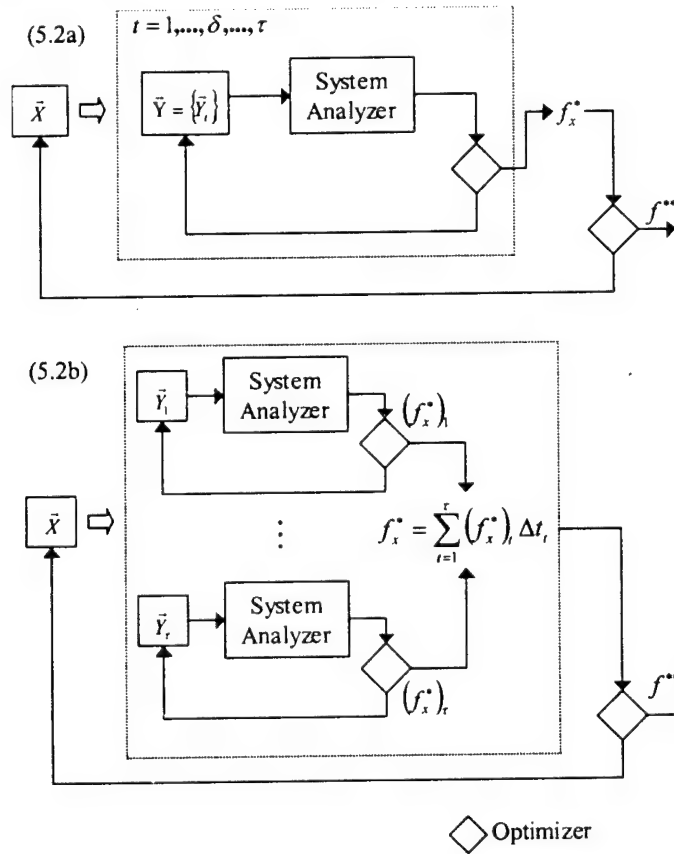 (5.2a)
t = 1,...,δ,...,τ
X⃗
Y⃗ = {Y⃗_t}
System
Analyzer
f_x^*
f^**
(5.2b)
Y⃗_1
System
Analyzer
(f_x^*)_1
X⃗
⋮
f_x^* = ∑_{t=1}^{τ} (f_x^*)_t Δt_t
Y⃗_τ
System
Analyzer
(f_x^*)_τ
f^**
Optimizer